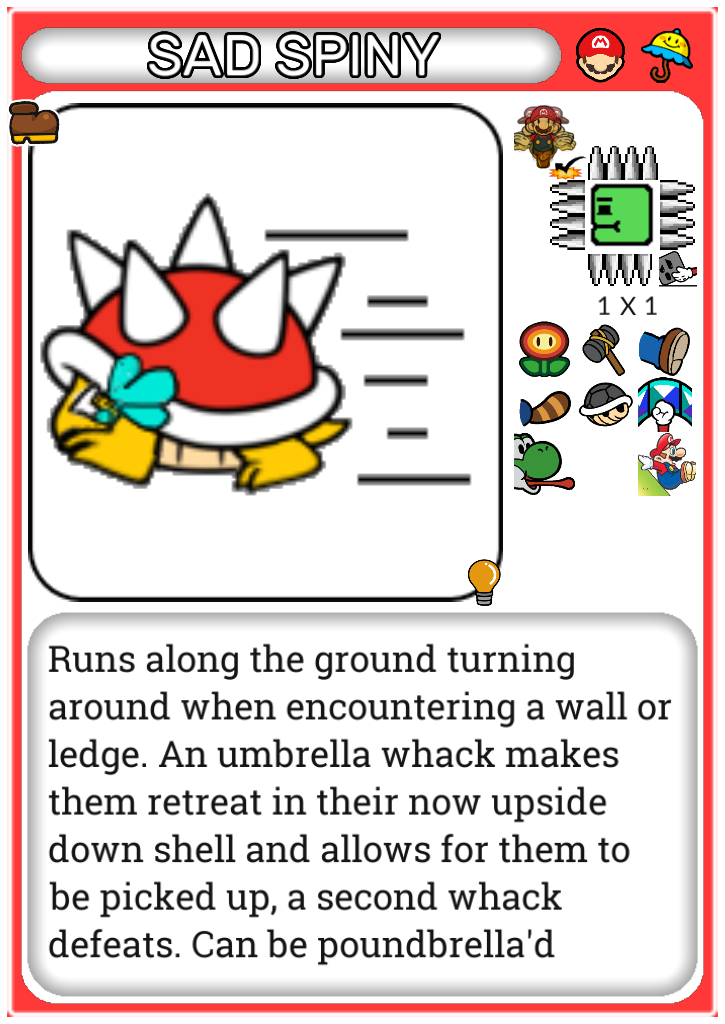 SAD SPINY
1 X 1
Runs along the ground turning
around when encountering a wall or
ledge. An umbrella whack makes
them retreat in their now upside
down shell and allows for them to
be picked up, a second whack
defeats. Can be poundbrella'd